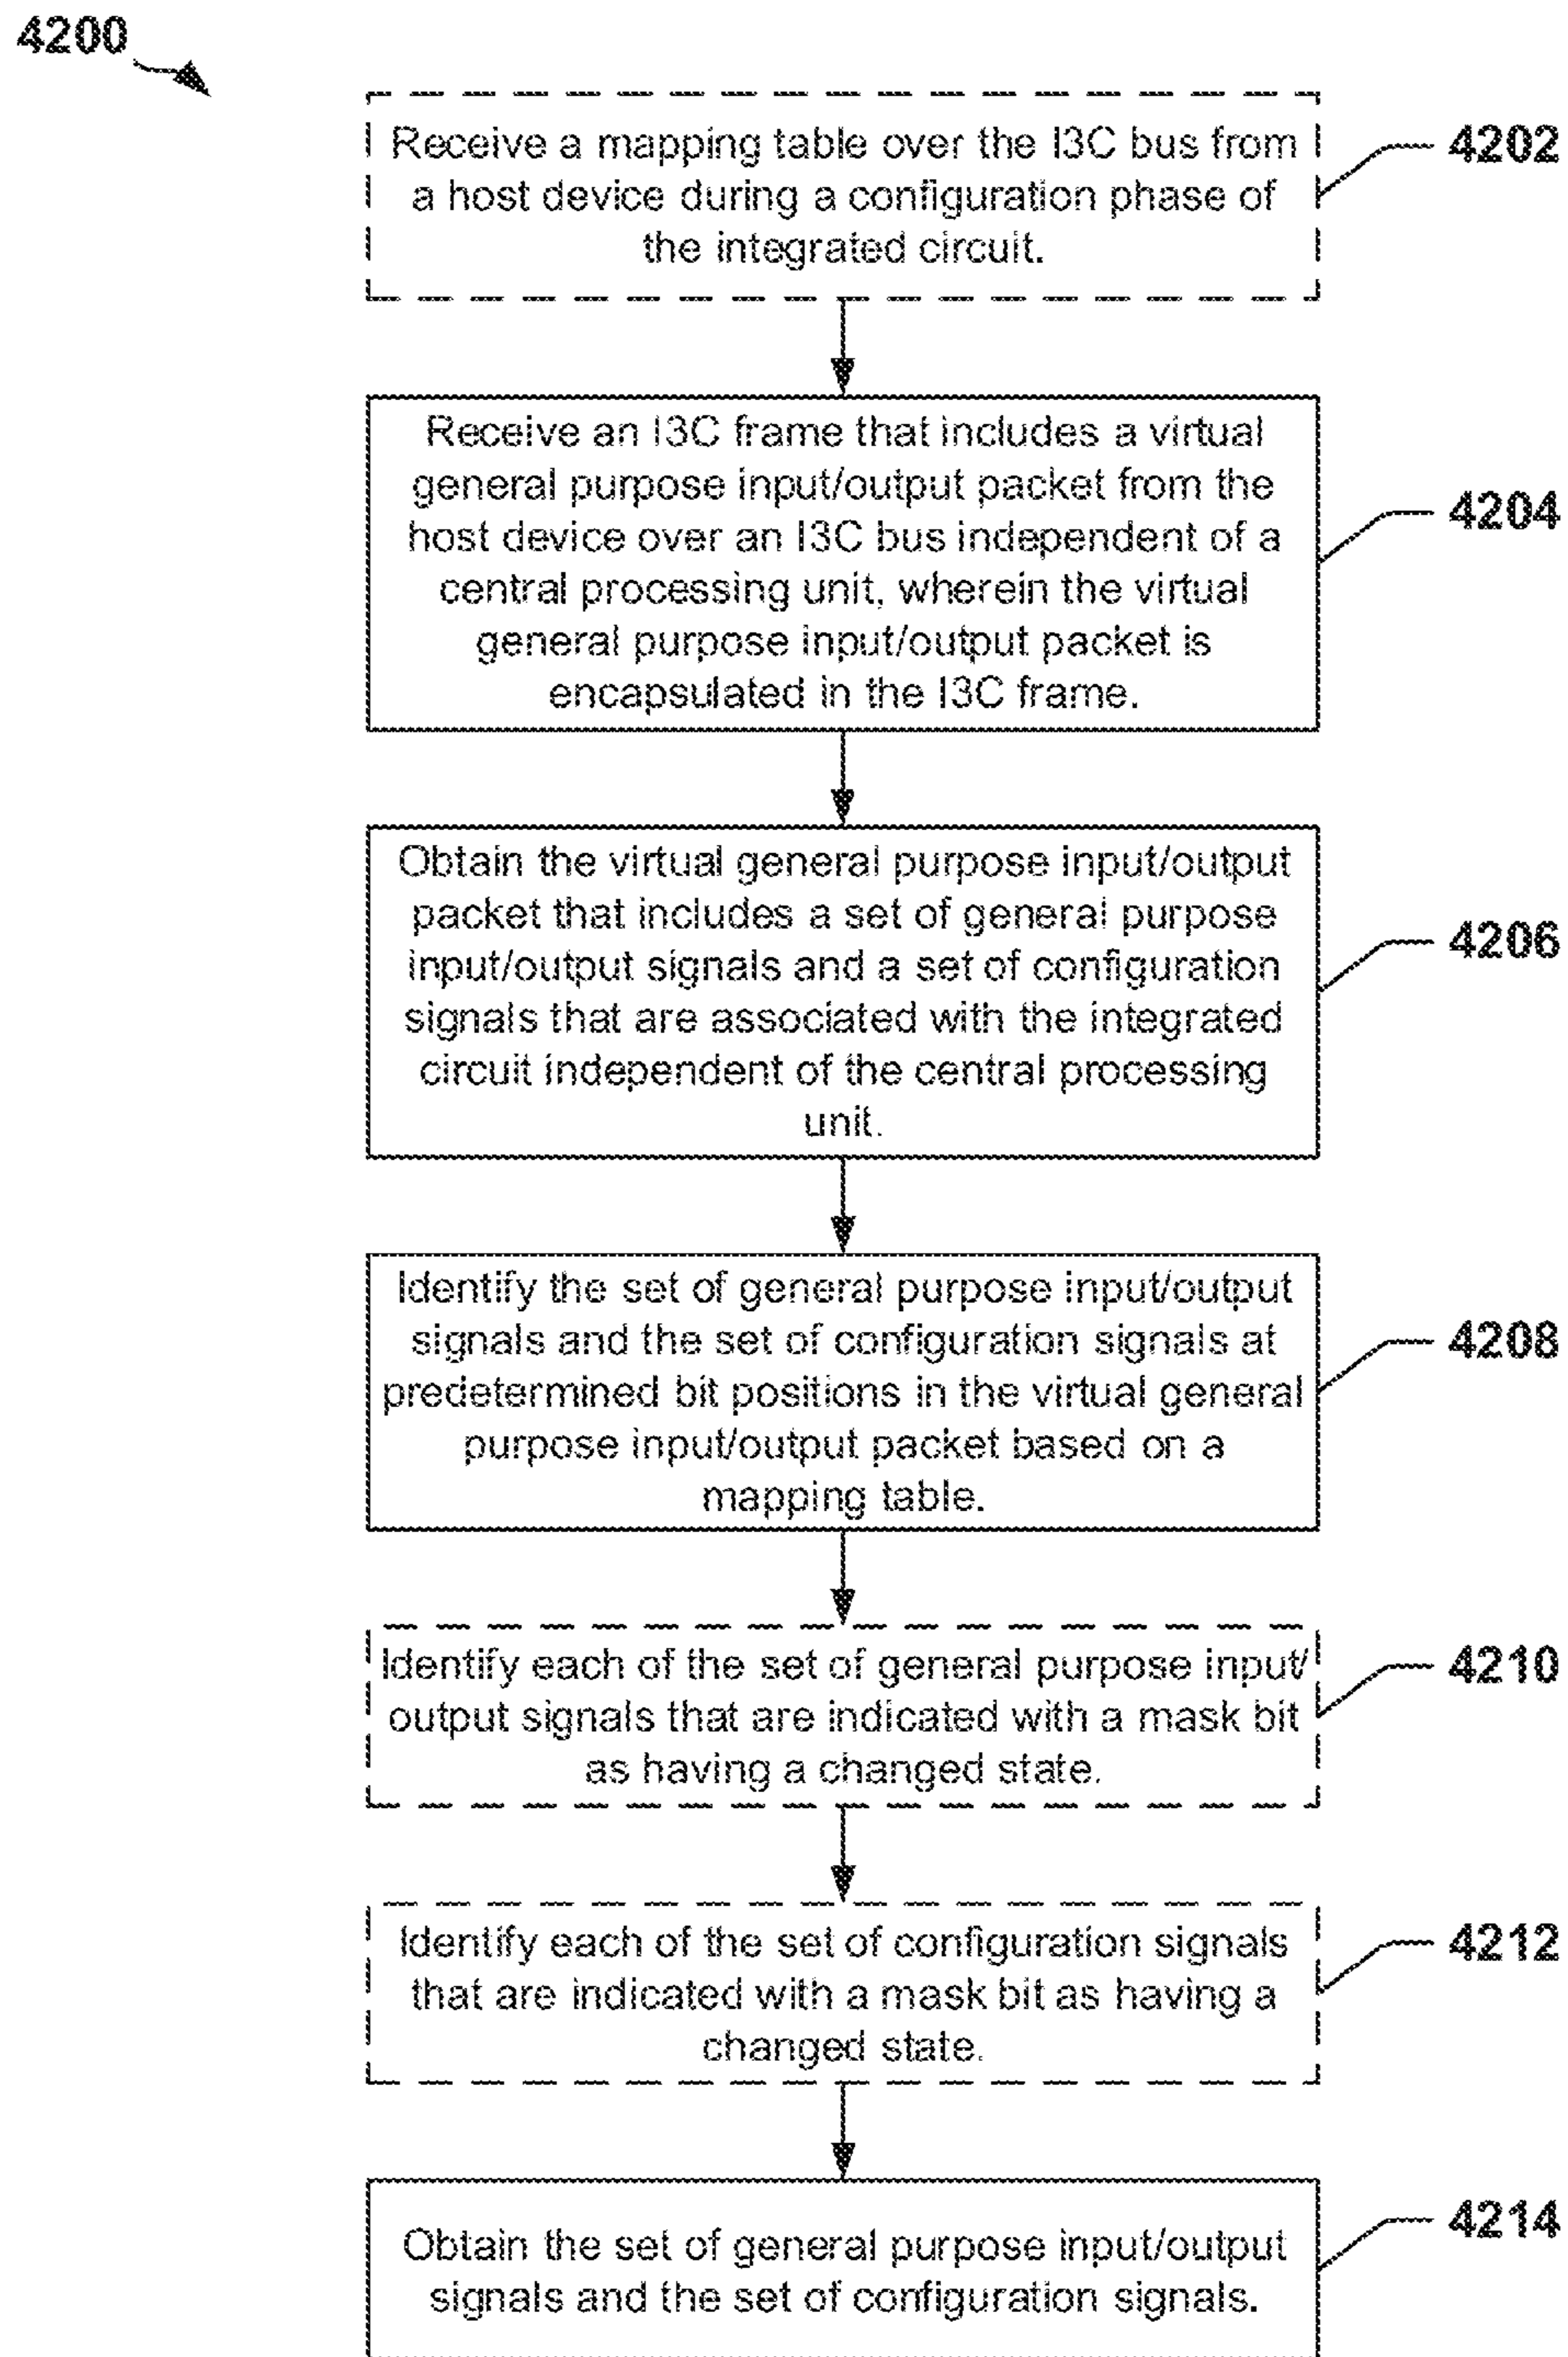 4200
Receive a mapping table over the I3C bus from
a host device during a configuration phase of
the integrated circuit.
4202
Receive an I3C frame that includes a virtual
general purpose input/output packet from the
host device over an I3C bus independent of a
central processing unit, wherein the virtual
general purpose input/output packet is
encapsulated in the I3C frame.
4204
Obtain the virtual general purpose input/output
packet that includes a set of general purpose
input/output signals and a set of configuration
signals that are associated with the integrated
circuit independent of the central processing
unit.
4206
Identify the set of general purpose input/output
signals and the set of configuration signals at
predetermined bit positions in the virtual general
purpose input/output packet based on a
mapping table.
4208
Identify each of the set of general purpose input/
output signals that are indicated with a mask bit
as having a changed state.
4210
Identify each of the set of configuration signals
that are indicated with a mask bit as having a
changed state.
4212
Obtain the set of general purpose input/output
signals and the set of configuration signals.
4214